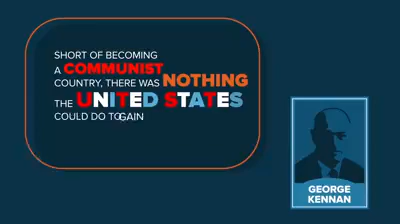 SHORT OF BECOMING
A COMMUNIST
COUNTRY, THERE WAS NOTHING
THE UNITED STATES
COULD DO TO GAIN
GEORGE
KENNAN